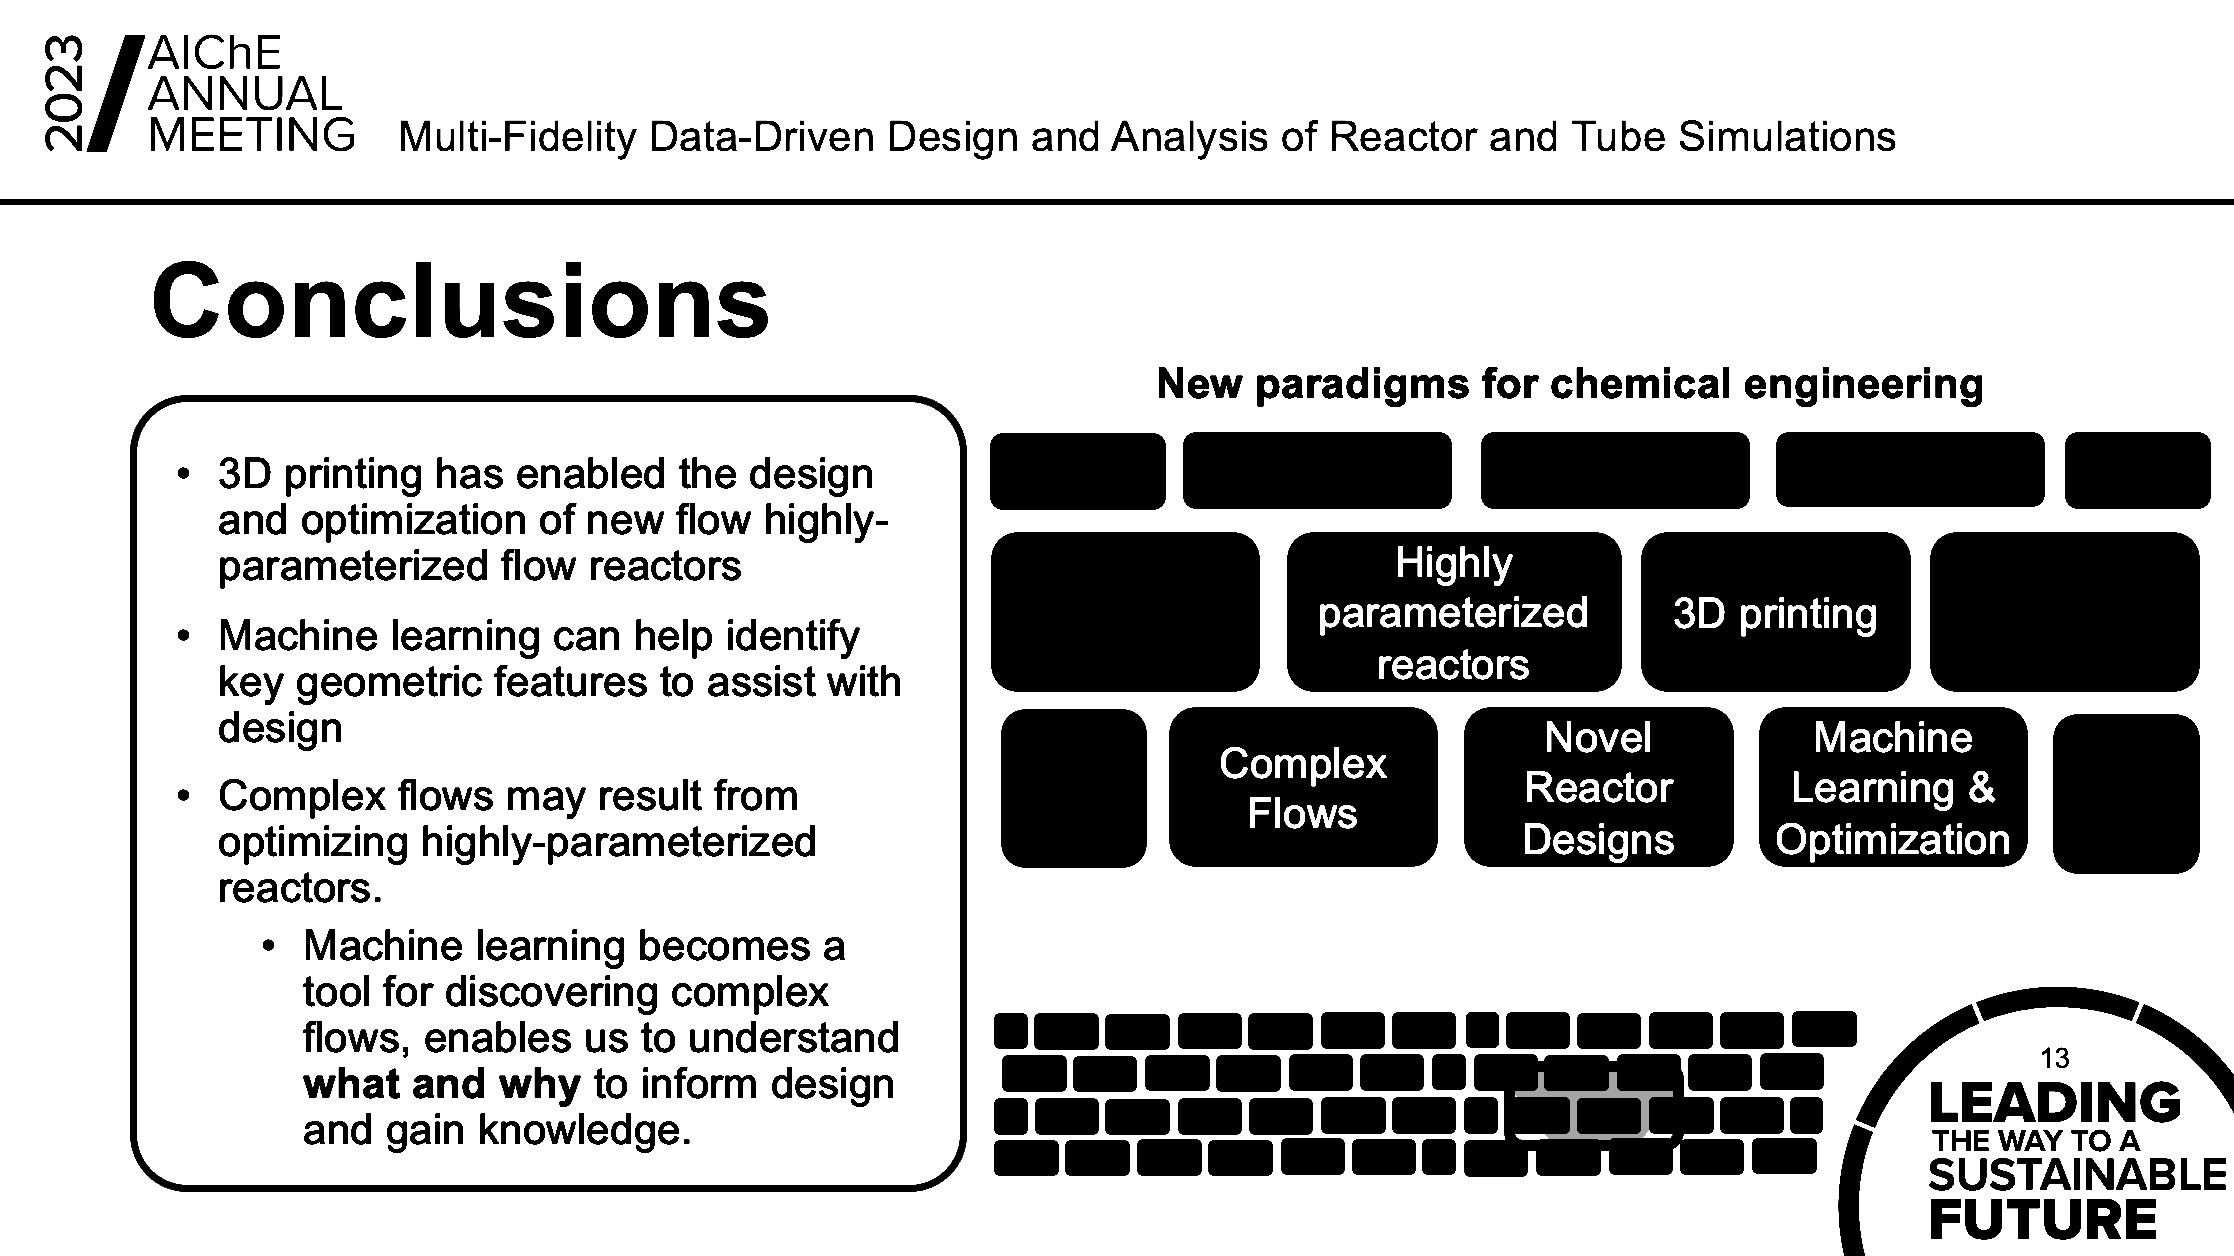 2023
AIChE
ANNUAL
MEETING
Multi-Fidelity Data-Driven Design and Analysis of Reactor and Tube Simulations
Conclusions
• 3D printing has enabled the design
and optimization of new flow highly-
parameterized flow reactors
• Machine learning can help identify
key geometric features to assist with
design
• Complex flows may result from
optimizing highly-parameterized
reactors.
• Machine learning becomes a
tool for discovering complex
flows, enables us to understand
what and why to inform design
and gain knowledge.
New paradigms for chemical engineering
Highly
parameterized
reactors
3D printing
Complex
Flows
Novel
Reactor
Designs
Machine
Learning &
Optimization
13
LEADING
THE WAY TO A
SUSTAINABLE
FUTURE